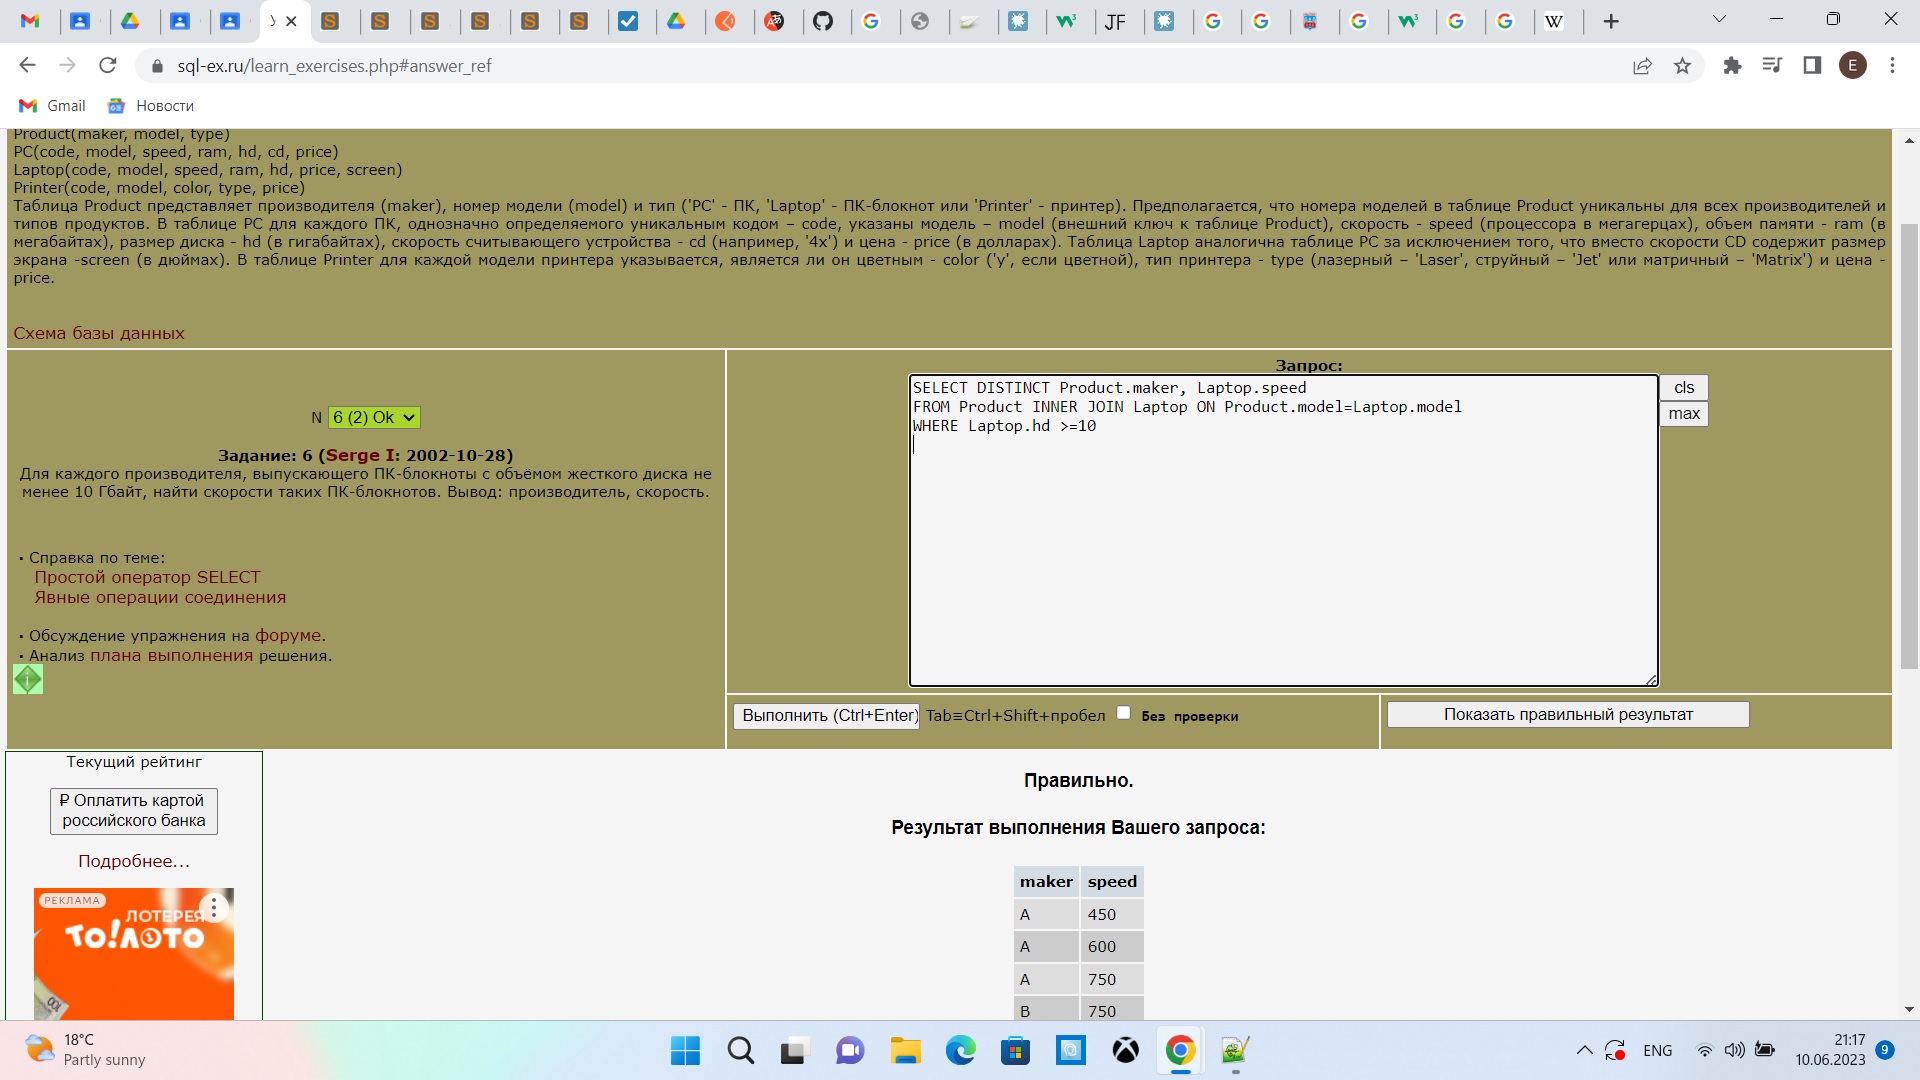 sql-ex.ru/learn_exercises.php#answer_ref
E
Gmail
Новости
Product(maker, model, type)
PC(code, model, speed, ram, hd, cd, price)
Laptop(code, model, speed, ram, hd, price, screen)
Printer(code, model, color, type, price)
Таблица Product представляет производителя (maker), номер модели (model) и тип ('PC' - ПК, 'Laptop' - ПК-блокнот или 'Printer' - принтер). Предполагается, что номера моделей в таблице Product уникальны для всех производителей и
типов продуктов. В таблице PC для каждого ПК, однозначно определяемого уникальным кодом – code, указаны модель – model (внешний ключ к таблице Product), скорость - speed (процессора в мегагерцах), объем памяти - ram (в
мегабайтах), размер диска - hd (в гигабайтах), скорость считывающего устройства - cd (например, '4x') и цена - price (в долларах). Таблица Laptop аналогична таблице PC за исключением того, что вместо скорости CD содержит размер
экрана -screen (в дюймах). В таблице Printer для каждой модели принтера указывается, является ли он цветным - color ('y', если цветной), тип принтера - type (лазерный – 'Laser', струйный – 'Jet' или матричный – 'Matrix') и цена -
price.
Схема базы данных
N 6 (2) Ok
Задание: 6 (Serge I: 2002-10-28)
Для каждого производителя, выпускающего ПК-блокноты с объёмом жесткого диска не
менее 10 Гбайт, найти скорости таких ПК-блокнотов. Вывод: производитель, скорость.
· Справка по теме:
Простой оператор SELECT
Явные операции соединения
· Обсуждение упражнения на форуме.
· Анализ плана выполнения решения.
Запрос:
SELECT DISTINCT Product.maker, Laptop.speed
FROM Product INNER JOIN Laptop ON Product.model=Laptop.model
WHERE Laptop.hd >=10
cls
max
Выполнить (Ctrl+Enter) Tab≡Ctrl+Shift+пробел Без проверки
Показать правильный результат
Текущий рейтинг
₽ Оплатить картой
российского банка
Подробнее...
РЕКЛАМА
ЛОТЕРЕЯ
ТО!ЛОТО
100
Правильно.
Результат выполнения Вашего запроса:
maker speed
A 450
A 600
A 750
B 750
18°C
Partly sunny
ENG
21:17
10.06.2023
9